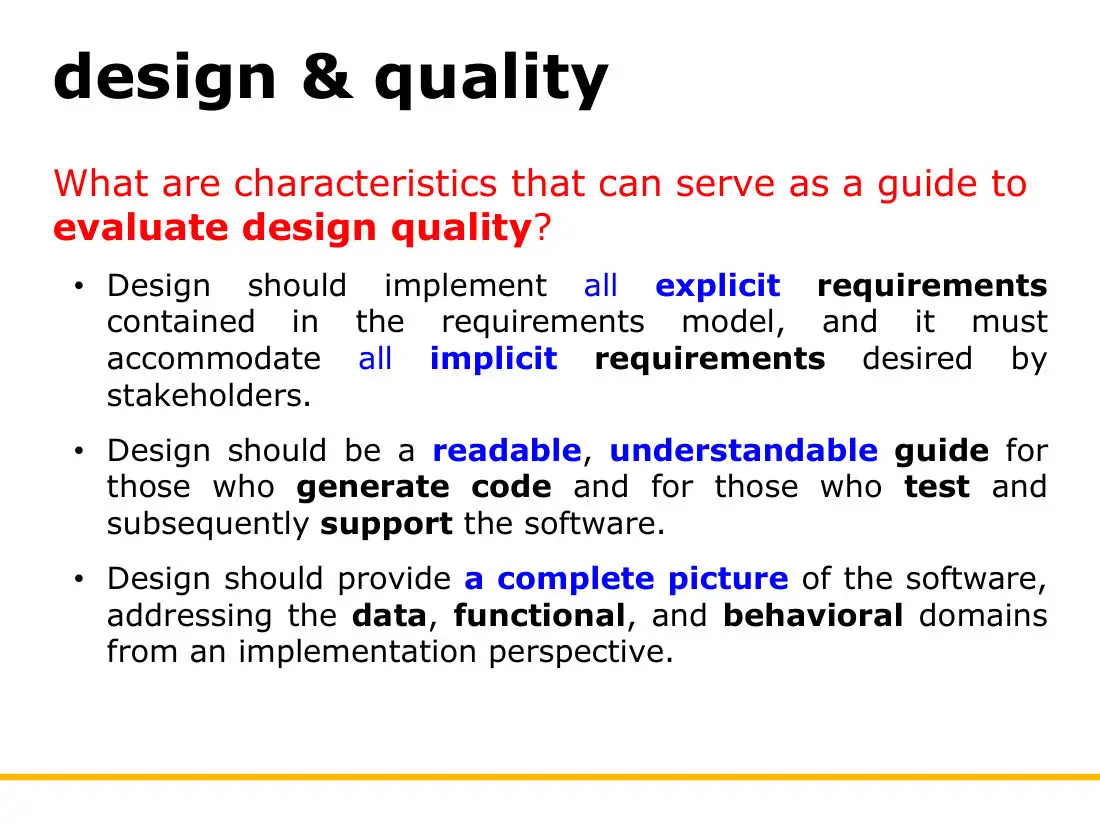 design & quality
What are characteristics that can serve as a guide to
evaluate design quality?
• Design should implement all explicit requirements
contained in the requirements model, and it must
accommodate all implicit requirements desired by
stakeholders.
• Design should be a readable, understandable guide for
those who generate code and for those who test and
subsequently support the software.
• Design should provide a complete picture of the software,
addressing the data, functional, and behavioral domains
from an implementation perspective.